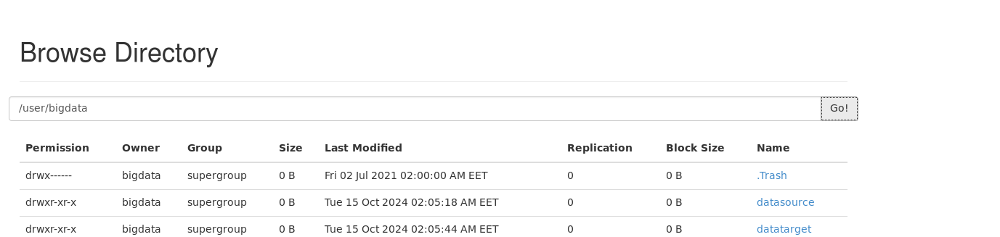 Browse Directory
/user/bigdata Go!
Permission Owner Group Size Last Modified Replication Block Size Name
drwx------ bigdata supergroup 0 B Fri 02 Jul 2021 02:00:00 AM EET 0 0 B .Trash
drwxr-xr-x bigdata supergroup 0 B Tue 15 Oct 2024 02:05:18 AM EET 0 0 B datasource
drwxr-xr-x bigdata supergroup 0 B Tue 15 Oct 2024 02:05:44 AM EET 0 0 B datatarget